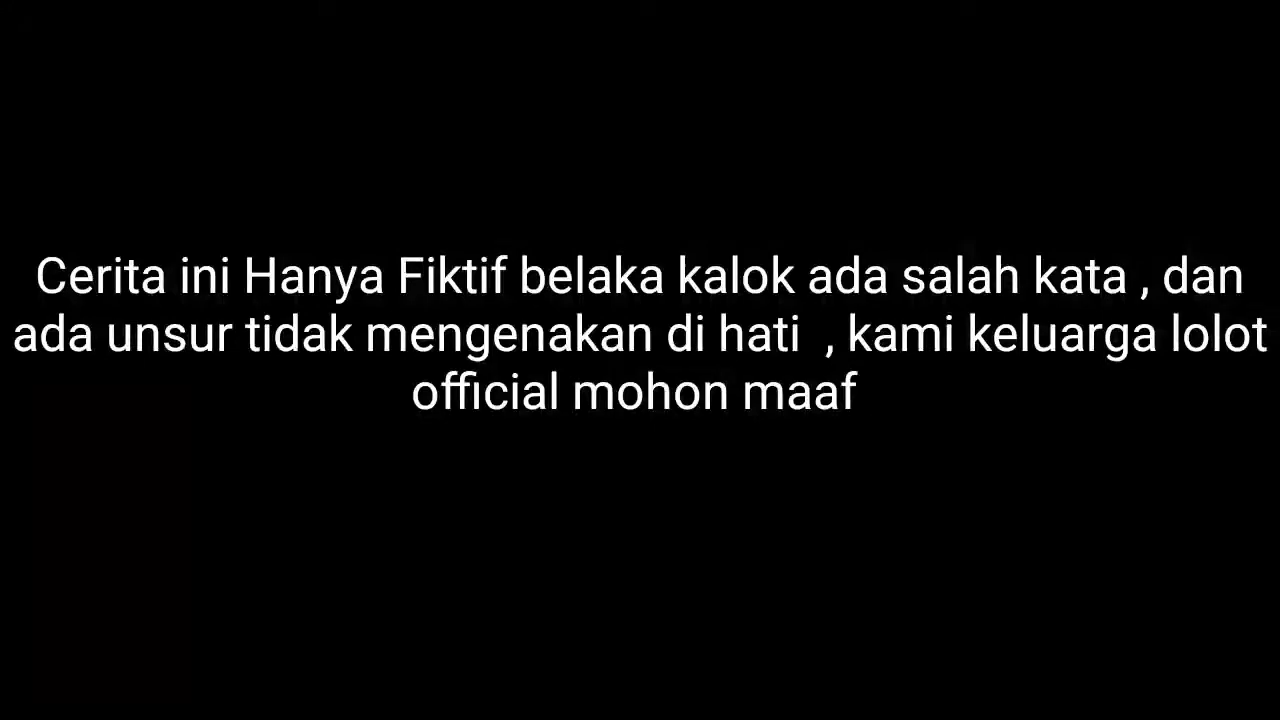 Cerita ini Hanya Fiktif belaka kalok ada salah kata , dan
ada unsur tidak mengenakan di hati  , kami keluarga lolot
official mohon maaf